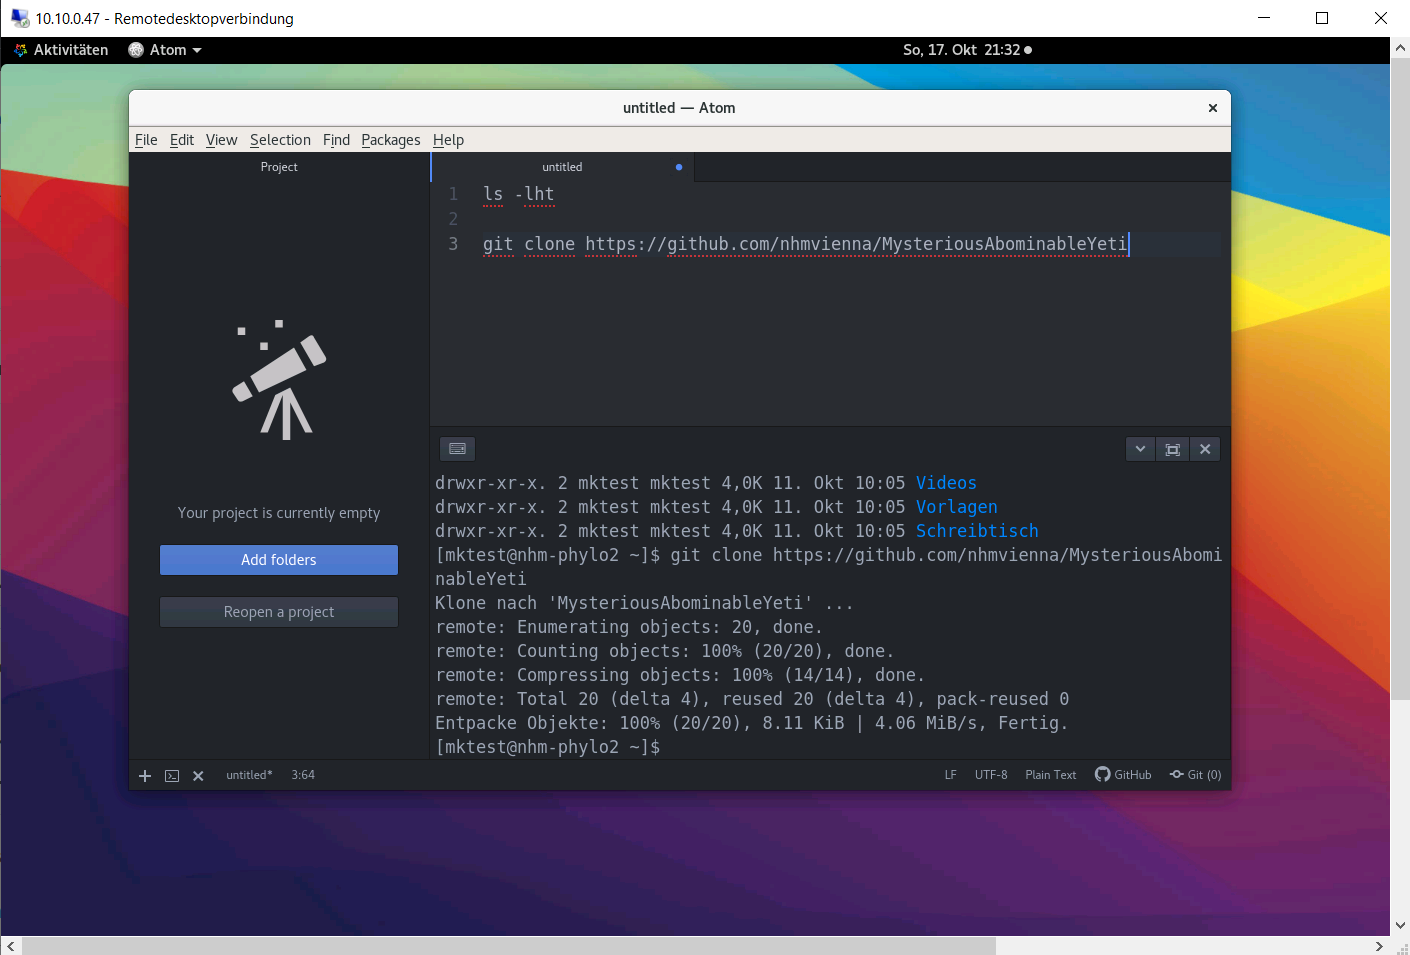 10.10.0.47 - Remotedesktopverbindung
Aktivitäten Atom So, 17. Okt 21:32
untitled — Atom
File Edit View Selection Find Packages Help
Project untitled
1 ls -lht
2
3 git clone https://github.com/nhmvienna/MysteriousAbominableYeti
Your project is currently empty
Add folders
Reopen a project
drwxr-xr-x. 2 mktest mktest 4,0K 11. Okt 10:05 Videos
drwxr-xr-x. 2 mktest mktest 4,0K 11. Okt 10:05 Vorlagen
drwxr-xr-x. 2 mktest mktest 4,0K 11. Okt 10:05 Schreibtisch
[mktest@nhm-phylo2 ~]$ git clone https://github.com/nhmvienna/MysteriousAbomi
nableYeti
Klone nach 'MysteriousAbominableYeti' ...
remote: Enumerating objects: 20, done.
remote: Counting objects: 100% (20/20), done.
remote: Compressing objects: 100% (14/14), done.
remote: Total 20 (delta 4), reused 20 (delta 4), pack-reused 0
Entpacke Objekte: 100% (20/20), 8.11 KiB | 4.06 MiB/s, Fertig.
[mktest@nhm-phylo2 ~]$
untitled* 3:64 LF UTF-8 Plain Text GitHub Git (0)